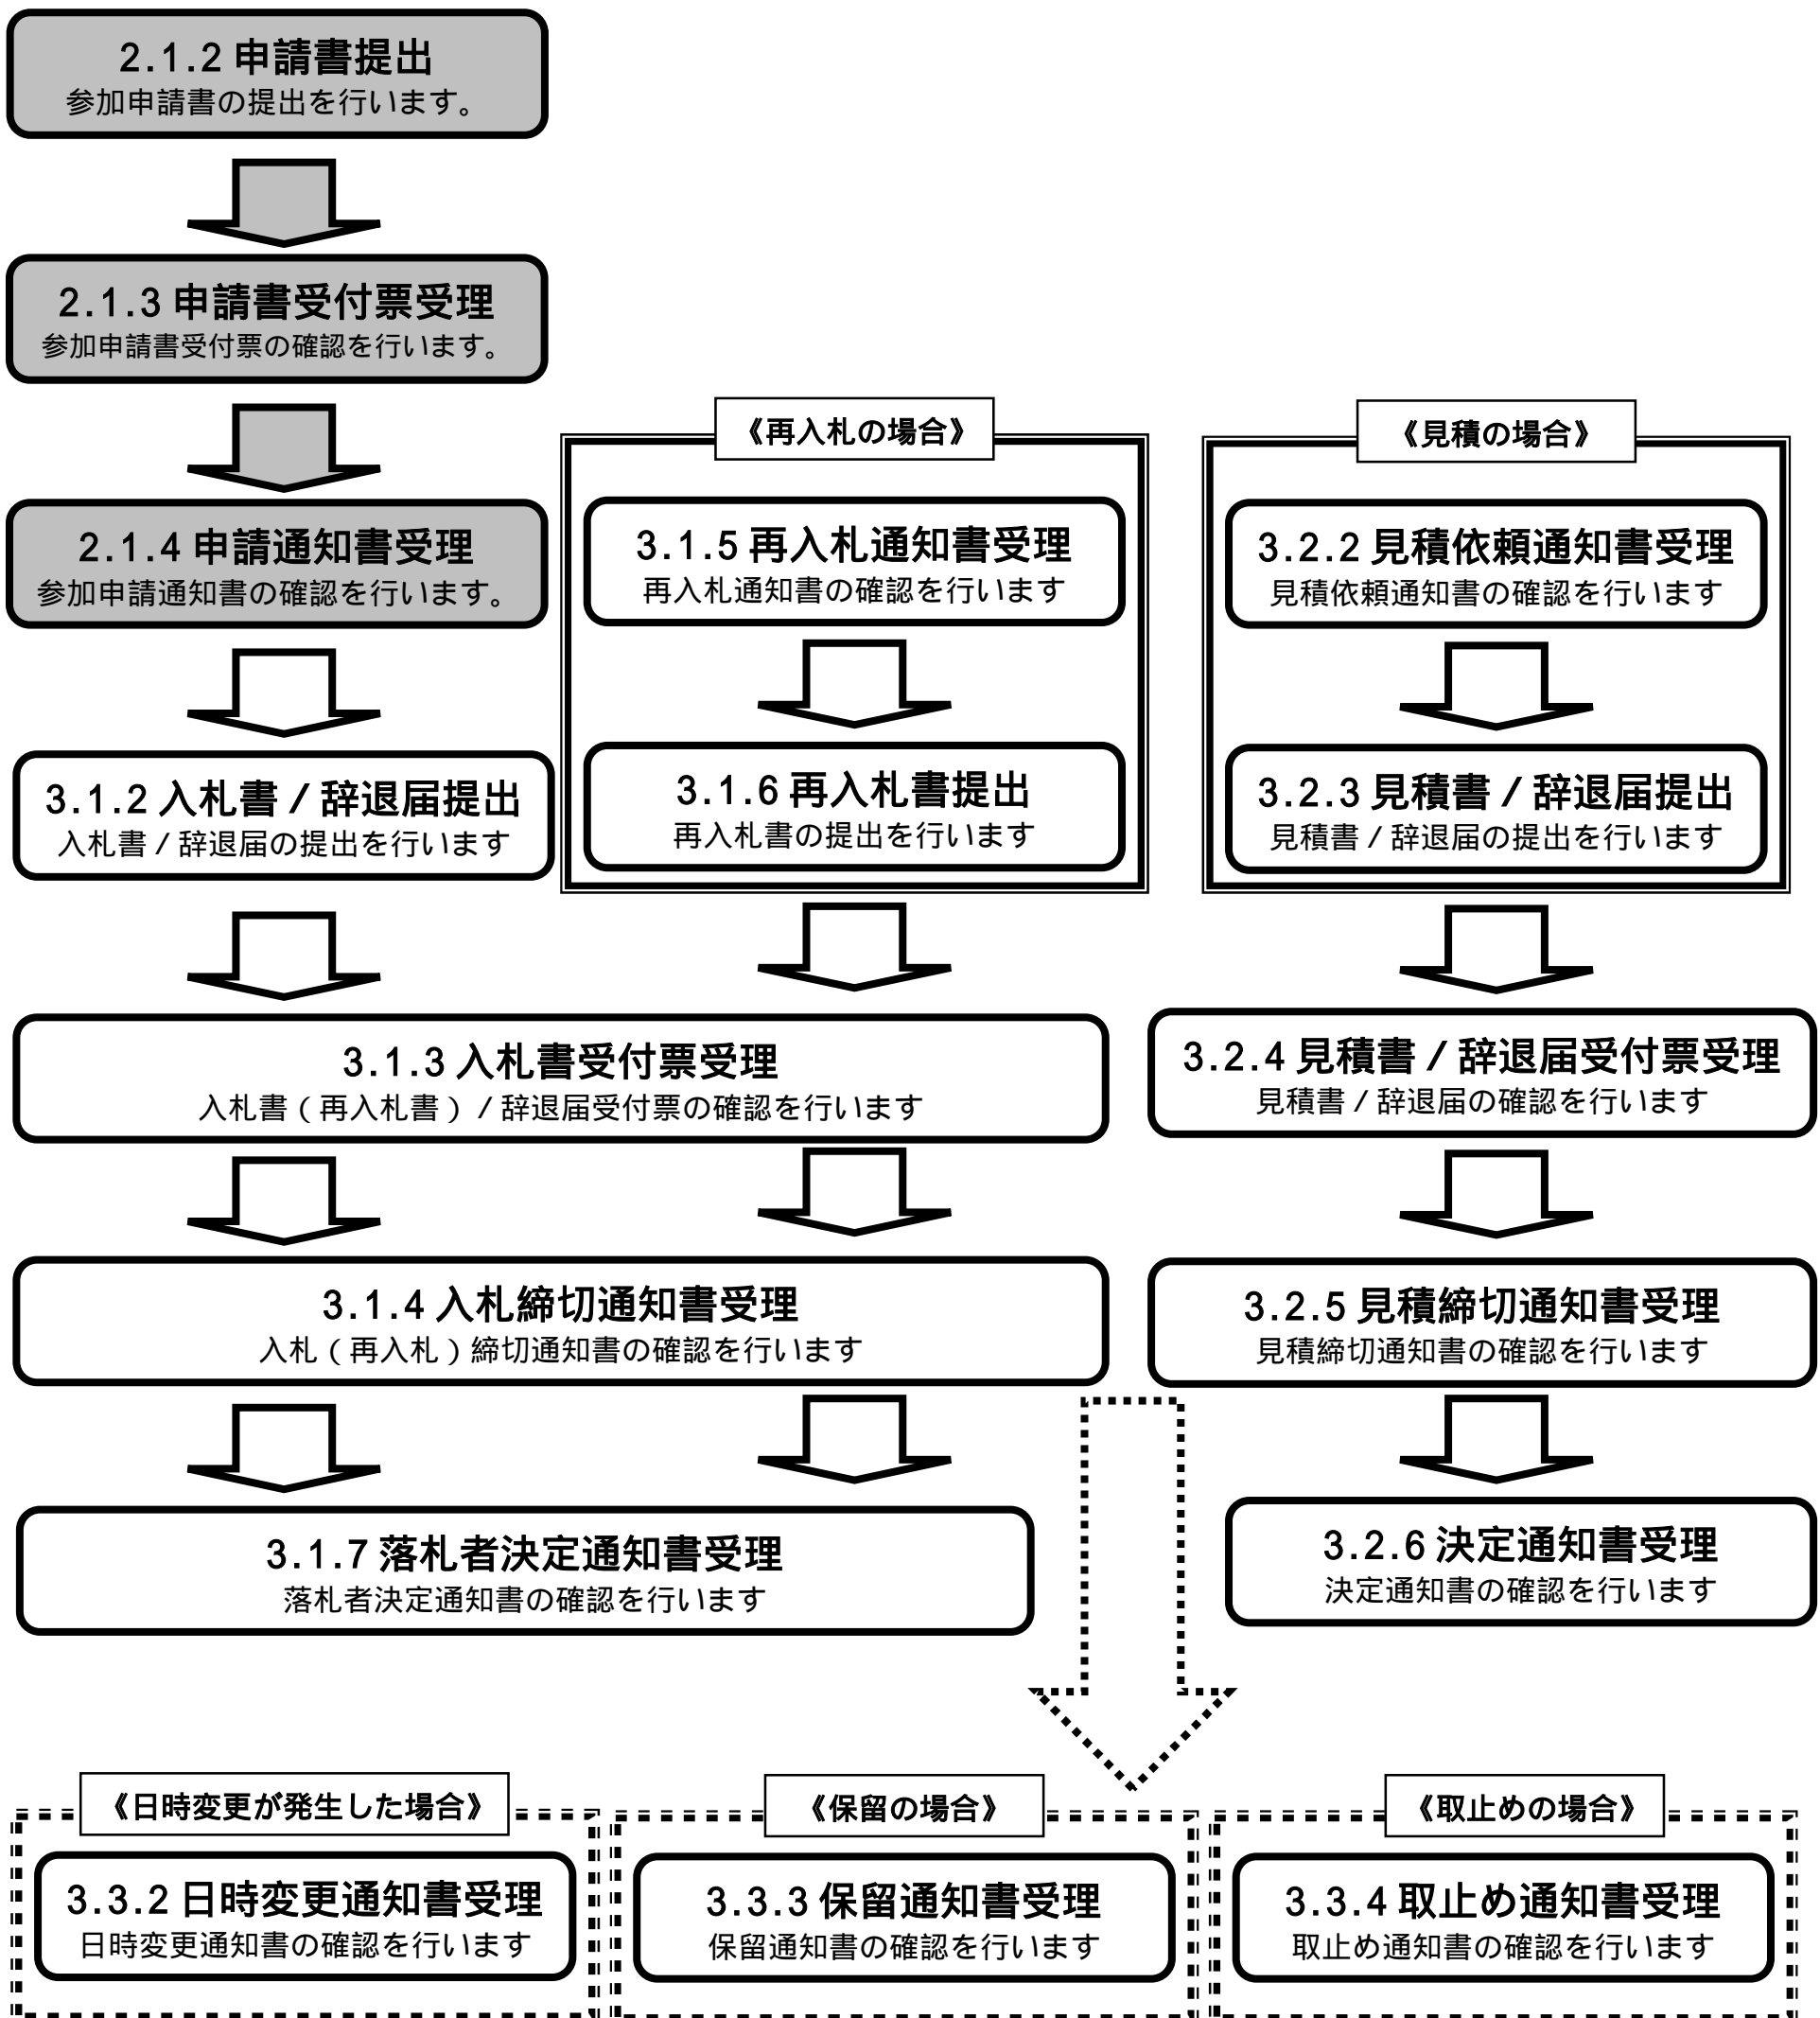 2.1.2 申請書提出
参加申請書の提出を行います。
2.1.3 申請書受付票受理
参加申請書受付票の確認を行います。
2.1.4 申請通知書受理
参加申請通知書の確認を行います。
3.1.2 入札書／辞退届提出
入札書／辞退届の提出を行います
《再入札の場合》
3.1.5 再入札通知書受理
再入札通知書の確認を行います
3.1.6 再入札書提出
再入札書の提出を行います
《見積の場合》
3.2.2 見積依頼通知書受理
見積依頼通知書の確認を行います
3.2.3 見積書／辞退届提出
見積書／辞退届の提出を行います
3.1.3 入札書受付票受理
入札書（再入札書）／辞退届受付票の確認を行います
3.2.4 見積書／辞退届受付票受理
見積書／辞退届の確認を行います
3.1.4 入札締切通知書受理
入札（再入札）締切通知書の確認を行います
3.2.5 見積締切通知書受理
見積締切通知書の確認を行います
3.1.7 落札者決定通知書受理
落札者決定通知書の確認を行います
3.2.6 決定通知書受理
決定通知書の確認を行います
《日時変更が発生した場合》
3.3.2 日時変更通知書受理
日時変更通知書の確認を行います
《保留の場合》
3.3.3 保留通知書受理
保留通知書の確認を行います
《取止めの場合》
3.3.4 取止め通知書受理
取止め通知書の確認を行います